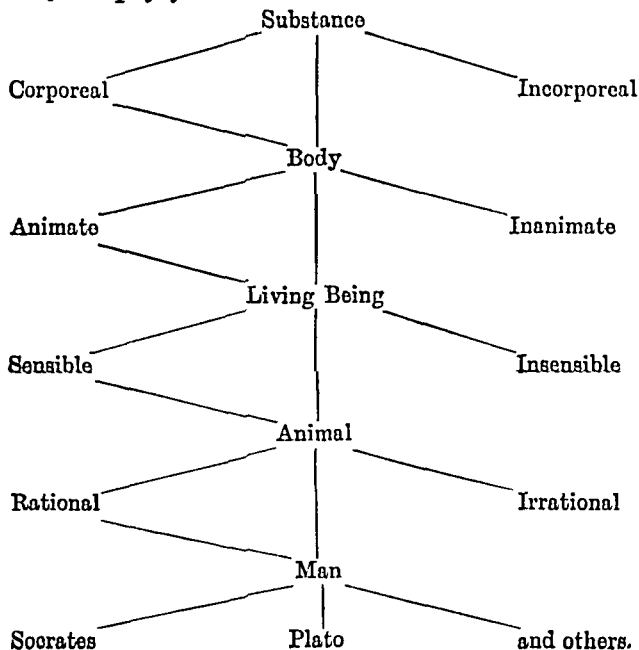 Substance
Corporeal Incorporeal
Body
Animate Inanimate
Living Being
Sensible Insensible
Animal
Rational Irrational
Man
Socrates Plato and others.